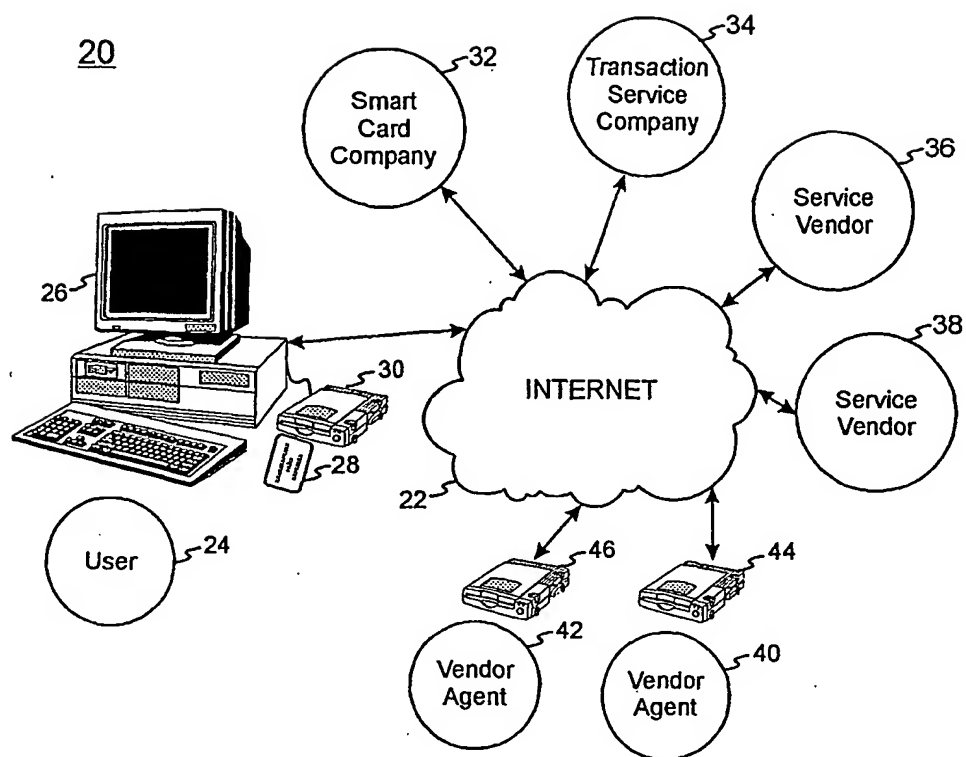 20
32
Smart
Card
Company
34
Transaction
Service
Company
36
Service
Vendor
26
30
INTERNET
38
Service
Vendor
28
22
User
24
46
44
42
Vendor
Agent
40
Vendor
Agent